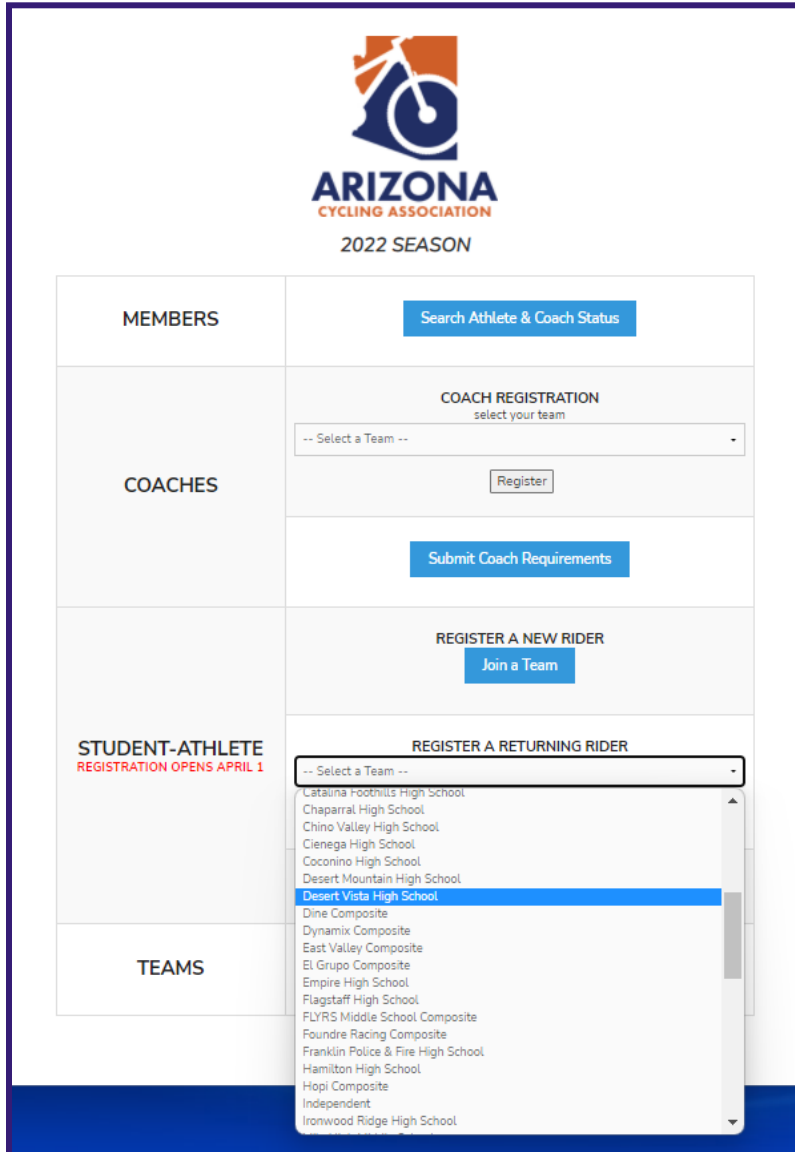 ARIZONA
CYCLING ASSOCIATION
2022 SEASON
MEMBERS
Search Athlete & Coach Status
COACHES
COACH REGISTRATION
select your team
-- Select a Team --
Register
Submit Coach Requirements
STUDENT-ATHLETE
REGISTRATION OPENS APRIL 1
REGISTER A NEW RIDER
Join a Team
REGISTER A RETURNING RIDER
-- Select a Team --
Catalina Foothills High School
Chaparral High School
Chino Valley High School
Cienega High School
Coconino High School
Desert Mountain High School
Desert Vista High School
Dine Composite
Dynamix Composite
East Valley Composite
El Grupo Composite
Empire High School
Flagstaff High School
FLYRS Middle School Composite
Foundre Racing Composite
Franklin Police & Fire High School
Hamilton High School
Hopi Composite
Independent
Ironwood Ridge High School
TEAMS